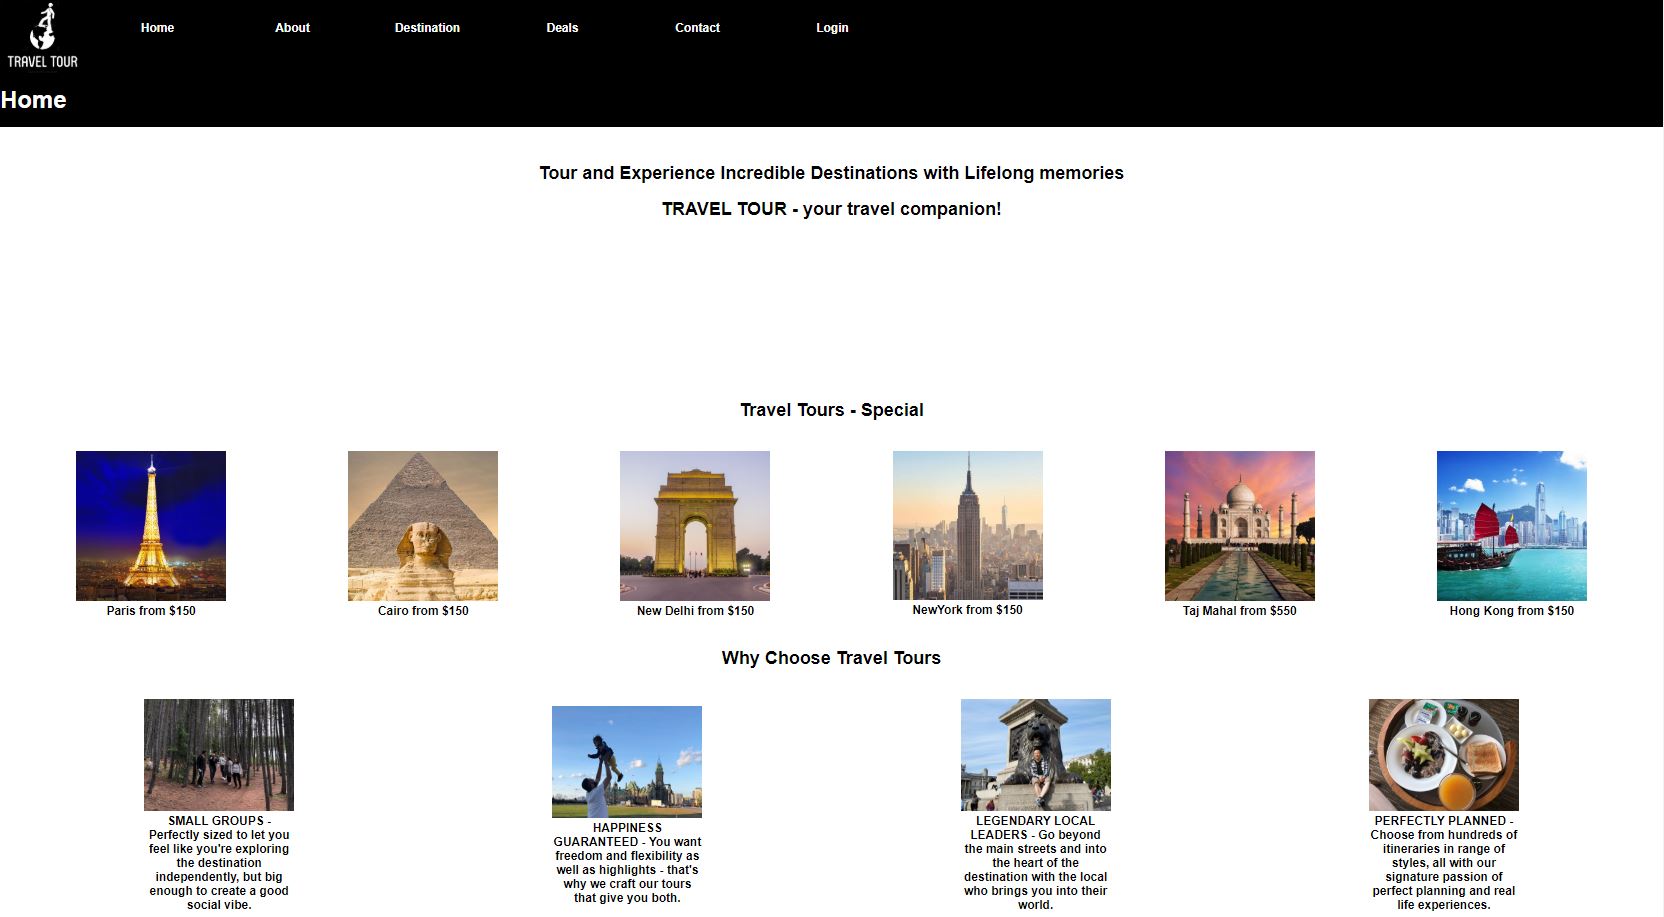 TRAVEL TOUR
Home
About
Destination
Deals
Contact
Login
Home
Tour and Experience Incredible Destinations with Lifelong memories
TRAVEL TOUR - your travel companion!
Travel Tours - Special
Paris from $150
Cairo from $150
New Delhi from $150
NewYork from $150
Taj Mahal from $550
Hong Kong from $150
Why Choose Travel Tours
SMALL GROUPS -
Perfectly sized to let you
feel like you're exploring
the destination
independently, but big
enough to create a good
social vibe.
HAPPINESS
GUARANTEED - You want
freedom and flexibility as
well as highlights - that's
why we craft our tours
that give you both.
LEGENDARY LOCAL
LEADERS - Go beyond
the main streets and into
the heart of the
destination with the local
who brings you into their
world.
PERFECTLY PLANNED -
Choose from hundreds of
itineraries in range of
styles, all with our
signature passion of
perfect planning and real
life experiences.